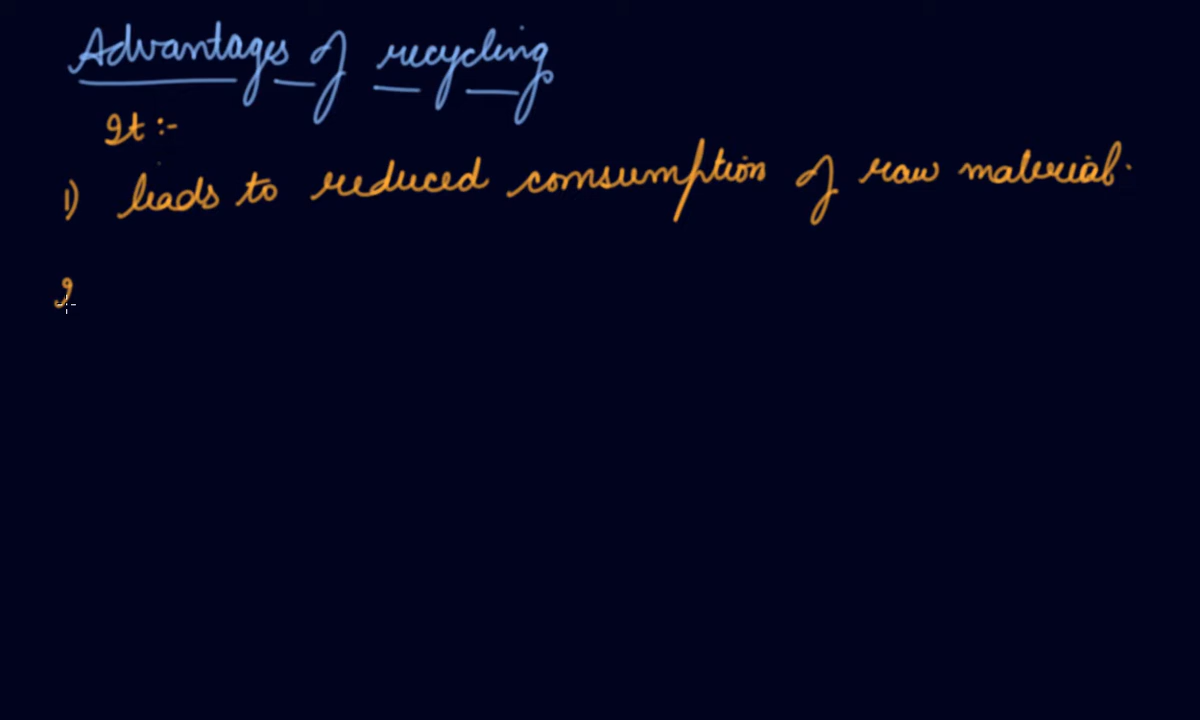 Advantages of recycling
It :-
1) leads to reduced consumption of raw material.
2